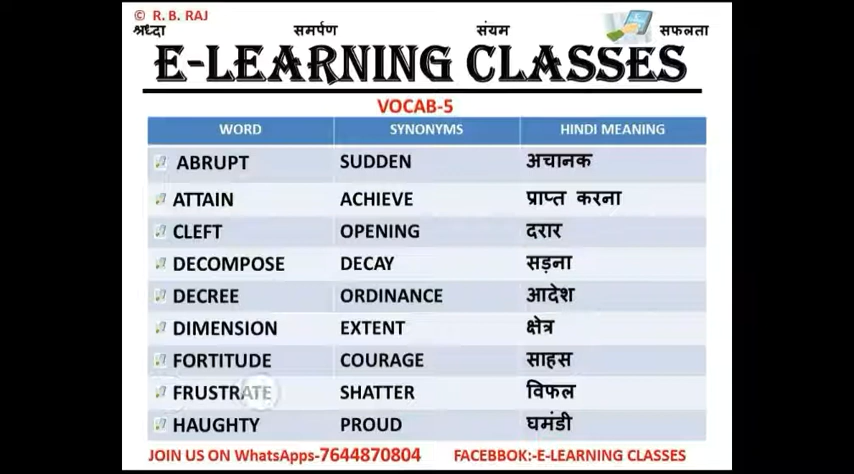 © R. B. RAJ
श्रध्दा समर्पण संयम सफलता
E-LEARNING CLASSES
VOCAB-5
WORD SYNONYMS HINDI MEANING
ABRUPT SUDDEN अचानक
ATTAIN ACHIEVE प्राप्त करना
CLEFT OPENING दरार
DECOMPOSE DECAY सड़ना
DECREE ORDINANCE आदेश
DIMENSION EXTENT क्षेत्र
FORTITUDE COURAGE साहस
FRUSTRATE SHATTER विफल
HAUGHTY PROUD घमंडी
JOIN US ON WhatsApps-7644870804 FACEBBOK:-E-LEARNING CLASSES